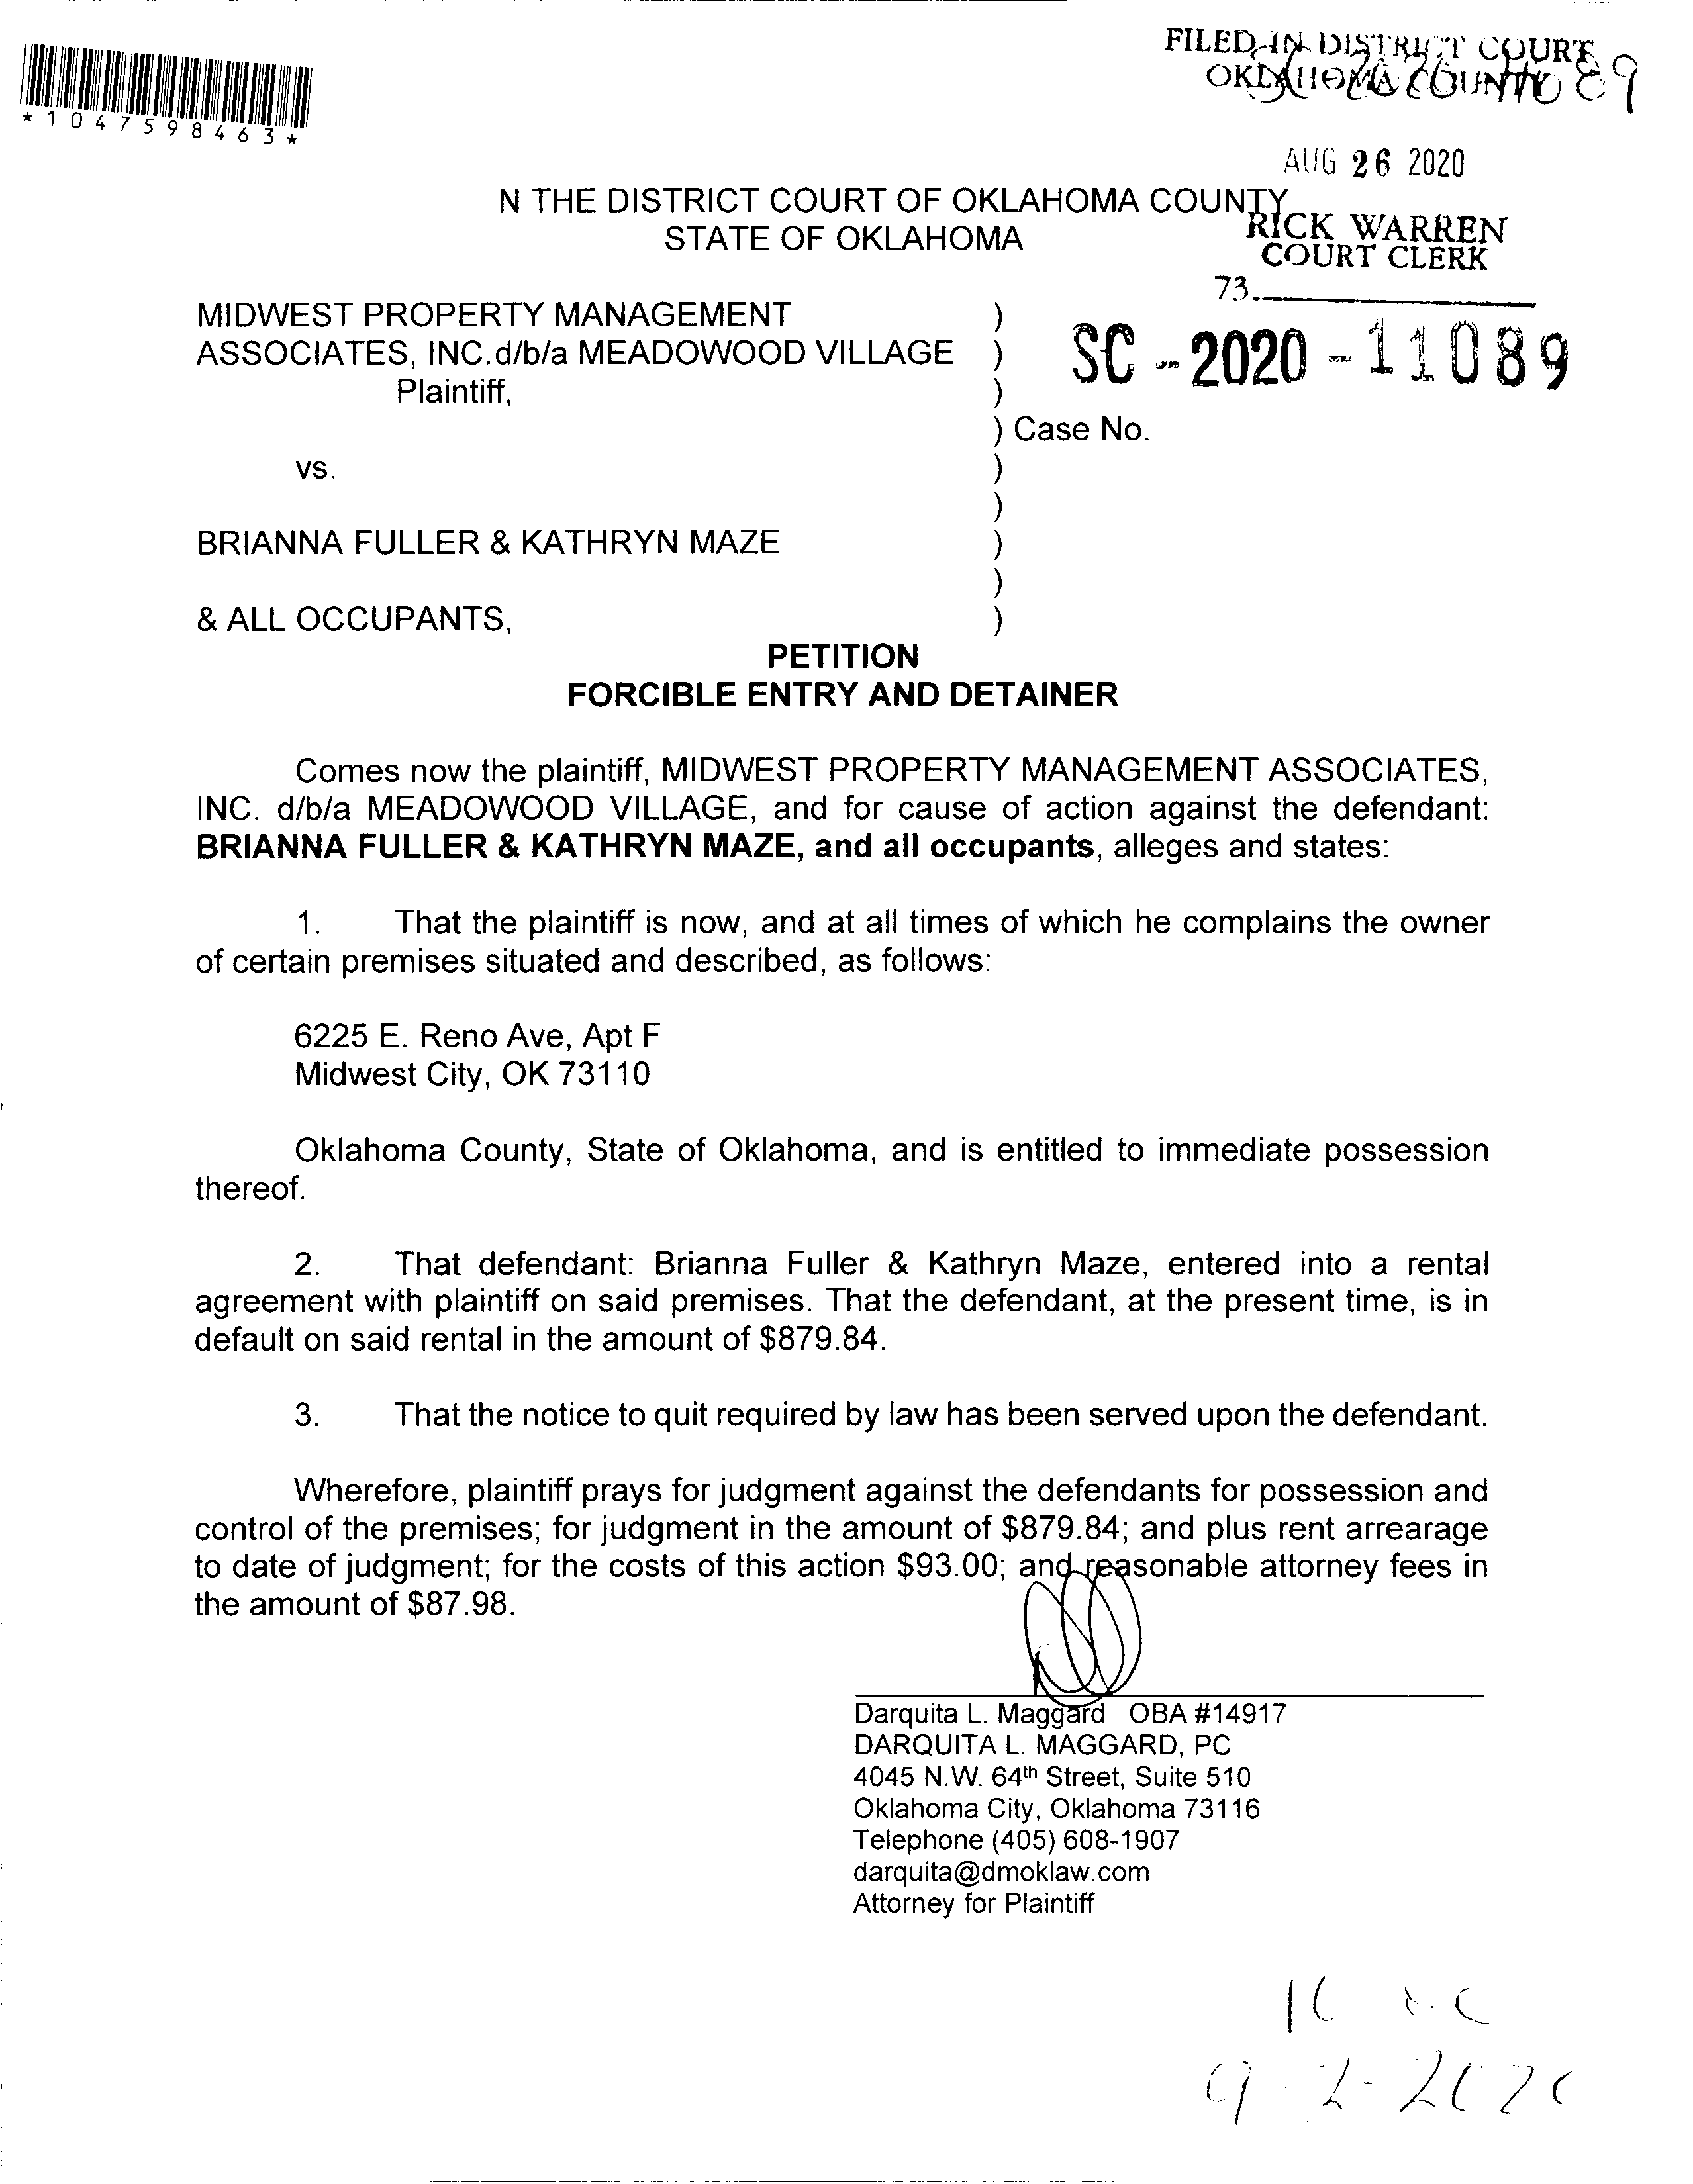 FILED IN DISTRICT COURT
OKLAHOMA COUNTY
*1047598463*
AUG 26 2020
N THE DISTRICT COURT OF OKLAHOMA COUNTY
STATE OF OKLAHOMA
RICK WARREN
COURT CLERK
73.
MIDWEST PROPERTY MANAGEMENT )
ASSOCIATES, INC.d/b/a MEADOWOOD VILLAGE )
SC-2020-11089
Plaintiff, )
) Case No.
vs. )
)
BRIANNA FULLER & KATHRYN MAZE )
)
& ALL OCCUPANTS, )
PETITION
FORCIBLE ENTRY AND DETAINER
Comes now the plaintiff, MIDWEST PROPERTY MANAGEMENT ASSOCIATES,
INC. d/b/a MEADOWOOD VILLAGE, and for cause of action against the defendant:
BRIANNA FULLER & KATHRYN MAZE, and all occupants, alleges and states:
1. That the plaintiff is now, and at all times of which he complains the owner
of certain premises situated and described, as follows:
6225 E. Reno Ave, Apt F
Midwest City, OK 73110
Oklahoma County, State of Oklahoma, and is entitled to immediate possession
thereof.
2. That defendant: Brianna Fuller & Kathryn Maze, entered into a rental
agreement with plaintiff on said premises. That the defendant, at the present time, is in
default on said rental in the amount of $879.84.
3. That the notice to quit required by law has been served upon the defendant.
Wherefore, plaintiff prays for judgment against the defendants for possession and
control of the premises; for judgment in the amount of $879.84; and plus rent arrearage
to date of judgment; for the costs of this action $93.00; and reasonable attorney fees in
the amount of $87.98.
Darquita L. Maggard OBA #14917
DARQUITA L. MAGGARD, PC
4045 N.W. 64th Street, Suite 510
Oklahoma City, Oklahoma 73116
Telephone (405) 608-1907
darquita@dmoklaw.com
Attorney for Plaintiff
9-2-2020